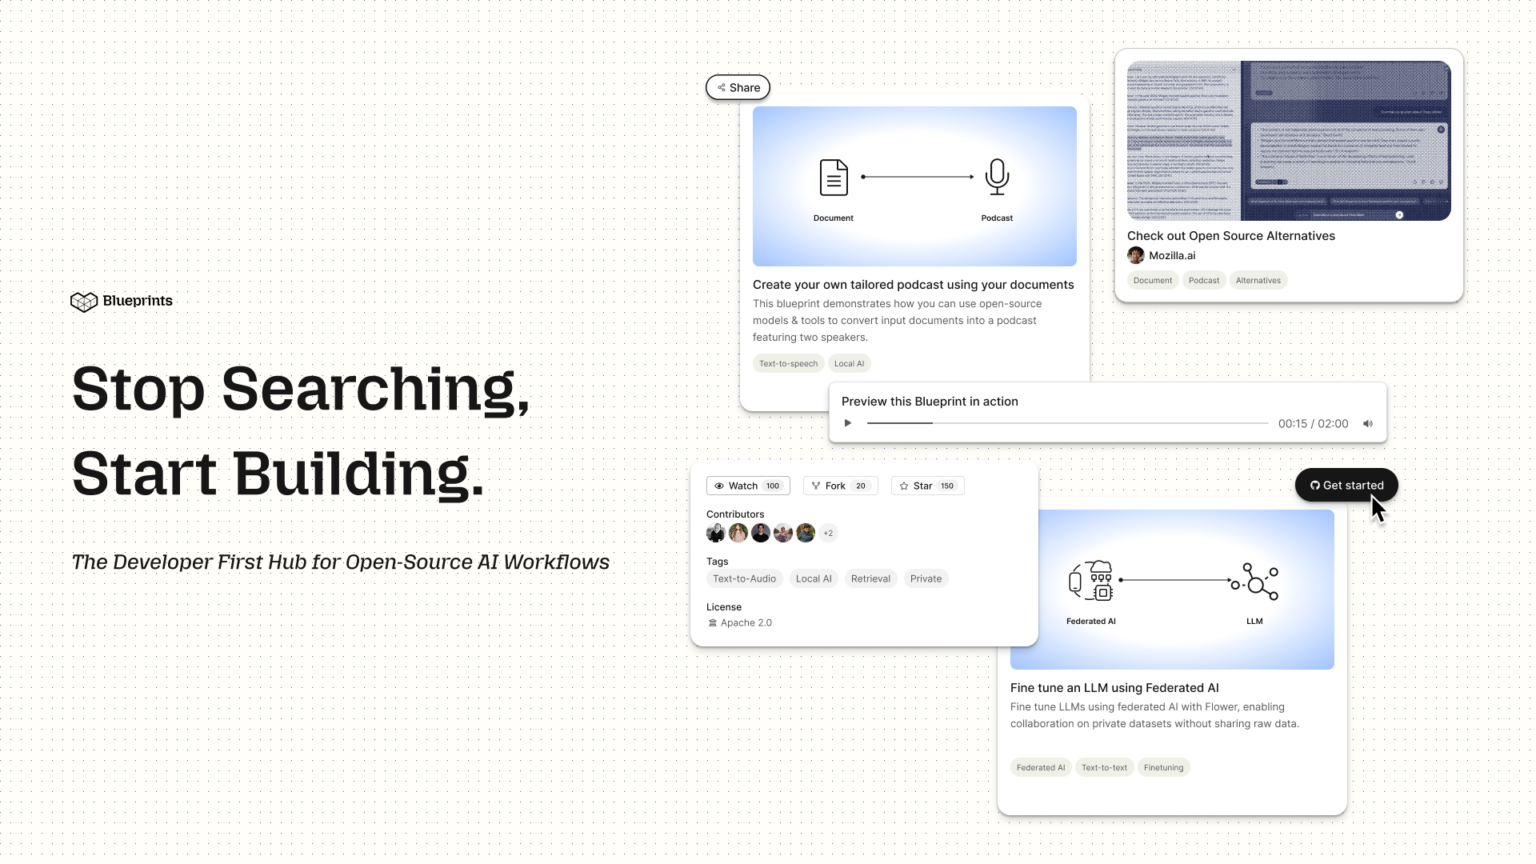 Blueprints
Stop Searching,
Start Building.
The Developer First Hub for Open-Source AI Workflows
Share
Document
Podcast
Create your own tailored podcast using your documents
This blueprint demonstrates how you can use open-source
models & tools to convert input documents into a podcast
featuring two speakers.
Text-to-speech
Local AI
Check out Open Source Alternatives
Mozilla.ai
Document
Podcast
Alternatives
Preview this Blueprint in action
00:15 / 02:00
Watch 100
Fork 20
Star 150
Contributors
+2
Tags
Text-to-Audio
Local AI
Retrieval
Private
License
Apache 2.0
Get started
Federated AI
LLM
Fine tune an LLM using Federated AI
Fine tune LLMs using federated AI with Flower, enabling
collaboration on private datasets without sharing raw data.
Federated AI
Text-to-text
Finetuning